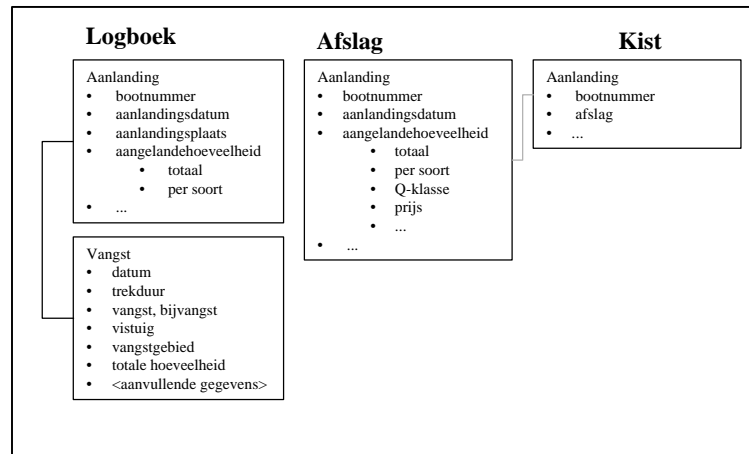 Logboek
Aanlanding
• bootnummer
• aanlandingsdatum
• aanlandingsplaats
• aangelandehoeveelheid
• totaal
• per soort
• ...
Vangst
• datum
• trekduur
• vangst, bijvangst
• vistuig
• vangstgebied
• totale hoeveelheid
• <aanvullende gegevens>
Afslag
Aanlanding
• bootnummer
• aanlandingsdatum
• aangelandehoeveelheid
• totaal
• per soort
• Q-klasse
• prijs
• ...
• ...
Kist
Aanlanding
• bootnummer
• afslag
• ...